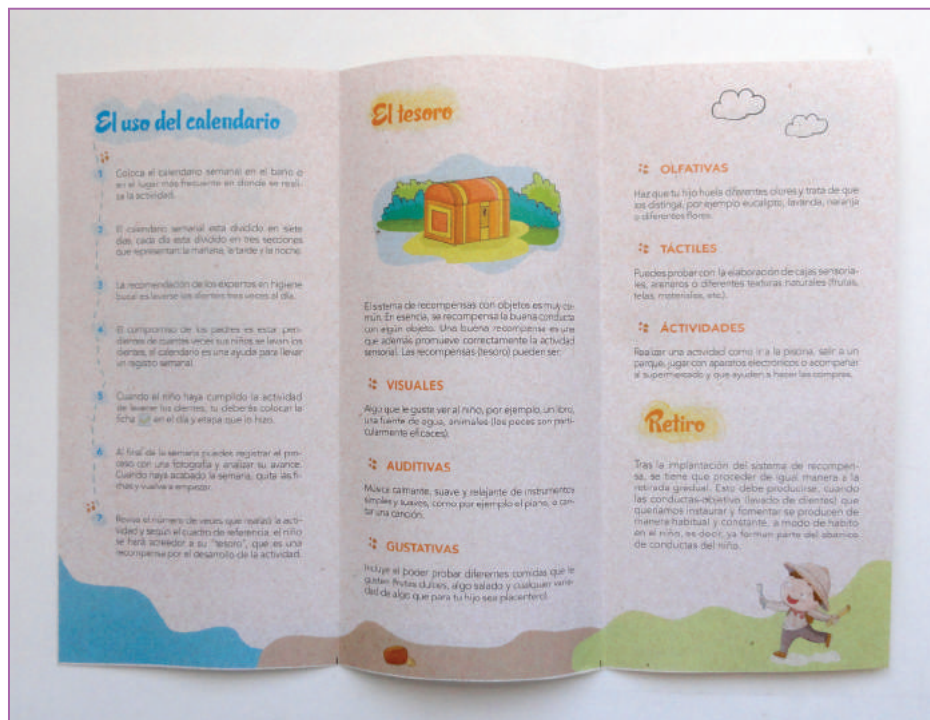 El uso del calendario
1 Coloca el calendario semanal en el baño o
en el lugar más frecuente en donde se reali-
za la actividad.
2 El calendario semanal esta dividido en siete
días, cada día esta dividido en tres secciones
que representan la mañana, la tarde y la noche.
3 La recomendación de los expertos en higiene
bucal es lavarse los dientes tres veces al día.
4 El compromiso de los padres es estar pen-
dientes de cuantas veces sus niños se lavan los
dientes, el calendario es una ayuda para llevar
un registro semanal.
5 Cuando el niño haya cumplido la actividad
de lavarse los dientes, tu deberás colocar la
ficha en el día y etapa que lo hizo.
6 Al final de la semana puedes registrar el pro-
ceso con una fotografía y analizar su avance.
Cuando haya acabado la semana, quite las fi-
chas y vuelva a empezar.
7 Revisa el número de veces que realizó la acti-
vidad y según el cuadro de referencia, el niño
se hará acreedor a su "tesoro", que es una
recompensa por el desarrollo de la actividad.
El tesoro
El sistema de recompensas con objetos es muy co-
mún. En esencia, se recompensa la buena conducta
con algún objeto. Una buena recompensa es una
que además promueve correctamente la actividad
sensorial. Las recompensas (tesoro) pueden ser:
VISUALES
Algo que le guste ver al niño, por ejemplo, un libro,
una fuente de agua, animales (los peces son parti-
cularmente eficaces).
AUDITIVAS
Música calmante, suave y relajante de instrumentos
simples y suaves, como por ejemplo el piano, o can-
tar una canción.
GUSTATIVAS
Incluye el poder probar diferentes comidas que le
gusten frutas dulces, algo salado y cualquier varie-
dad de algo que para tu hijo sea placentero.
OLFATIVAS
Haz que tu hijo huela diferentes olores y trata de que
los distinga, por ejemplo eucalipto, lavanda, naranja
o diferentes flores.
TÁCTILES
Puedes probar con la elaboración de cajas sensoria-
les, areneros o diferentes texturas naturales (frutas,
telas, materiales, etc.)
ÁCTIVIDADES
Realizar una actividad como ir a la piscina, salir a un
parque, jugar con aparatos electrónicos o acompañar
al supermercado y que ayuden a hacer las compras.
Retiro
Tras la implantación del sistema de recompen-
sa, se tiene que proceder de igual manera a la
retirada gradual. Esto debe producirse, cuando
las conductas-objetivo (lavado de dientes) que
queríamos instaurar y fomentar se producen de
manera habitual y constante, a modo de hábito
en el niño, es decir, ya forman parte del abanico
de conductas del niño.